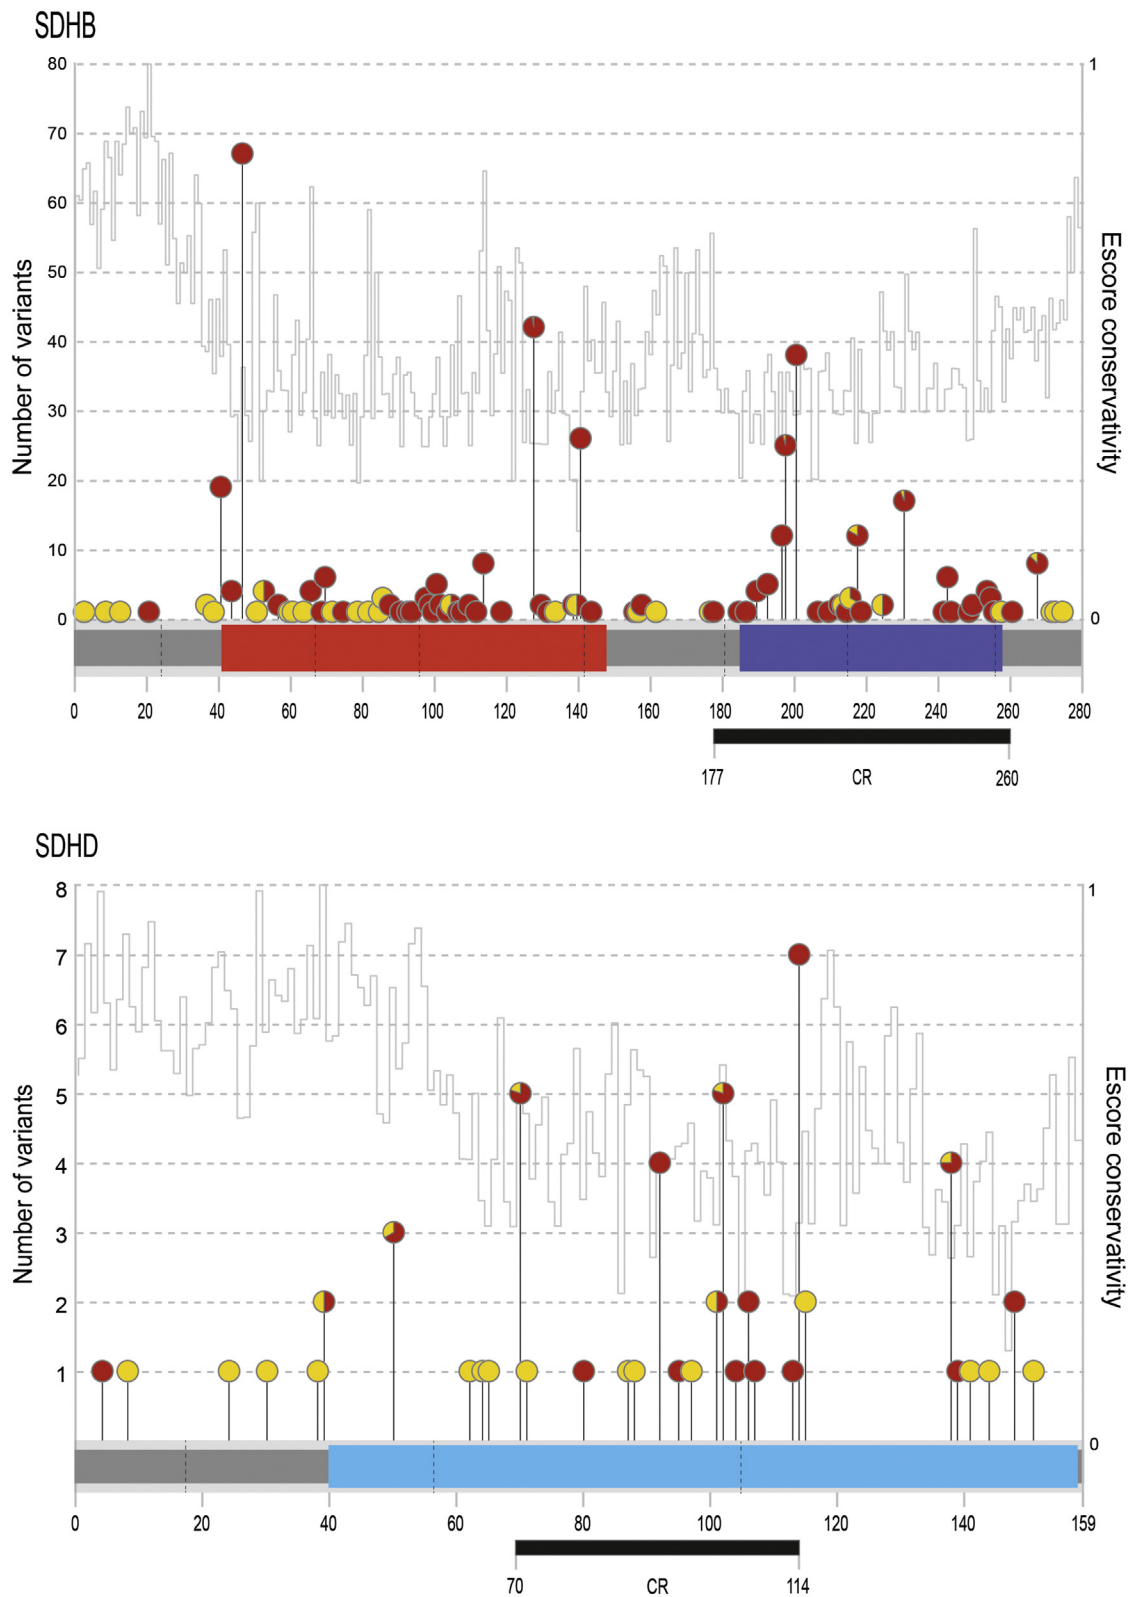 SDHB
80
70
60
50
40
30
20
10
0
1
0
Number of variants
Escore conservativity
0 20 40 60 80 100 120 140 160 180 200 220 240 260 280
177 CR 260
SDHD
8
7
6
5
4
3
2
1
1
0
Number of variants
Escore conservativity
0 20 40 60 80 100 120 140 159
70 CR 114